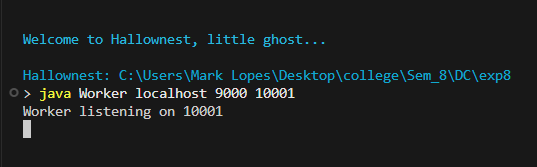 Welcome to Hallownest, little ghost...
Hallownest: C:\Users\Mark Lopes\Desktop\college\Sem_8\DC\exp8
> java Worker localhost 9000 10001
Worker listening on 10001